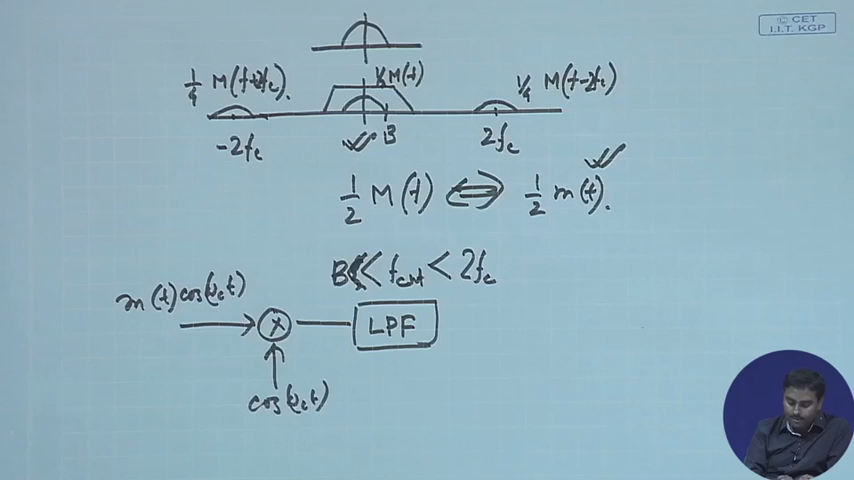 © CET
I.I.T. KGP
1/4 M(f+2fc).
1/2 M(f)
1/4 M(f-2fc)
-2fc
B
2fc
1/2 M(f) ⟺ 1/2 m(t).
B < fcut < 2fc
m(t) cos(ωct)
X
LPF
cos(ωct)